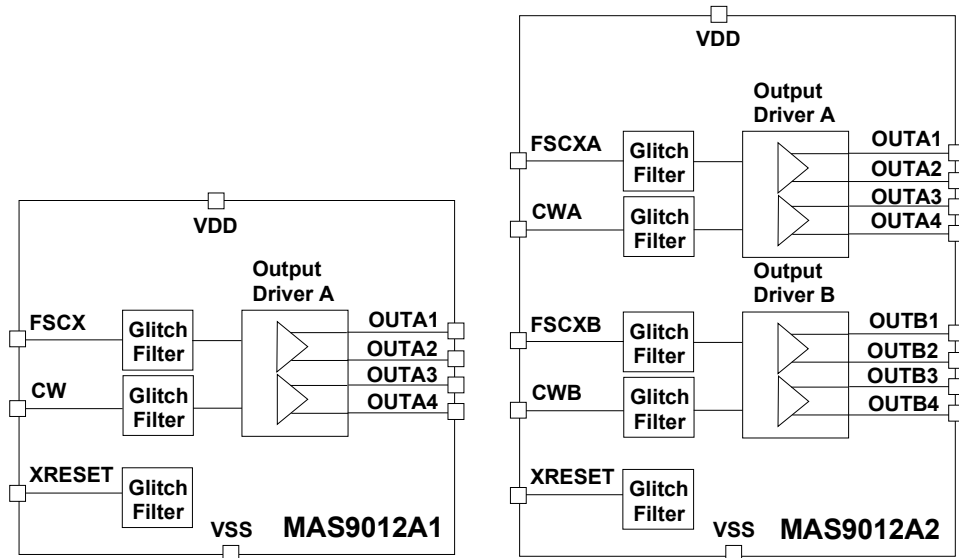 VDD
Output
Driver A
FSCX
Glitch
Filter
OUTA1
OUTA2
CW
Glitch
Filter
OUTA3
OUTA4
XRESET
Glitch
Filter
VSS
MAS9012A1
VDD
Output
Driver A
FSCXA
Glitch
Filter
OUTA1
OUTA2
CWA
Glitch
Filter
OUTA3
OUTA4
Output
Driver B
FSCXB
Glitch
Filter
OUTB1
OUTB2
CWB
Glitch
Filter
OUTB3
OUTB4
XRESET
Glitch
Filter
VSS
MAS9012A2